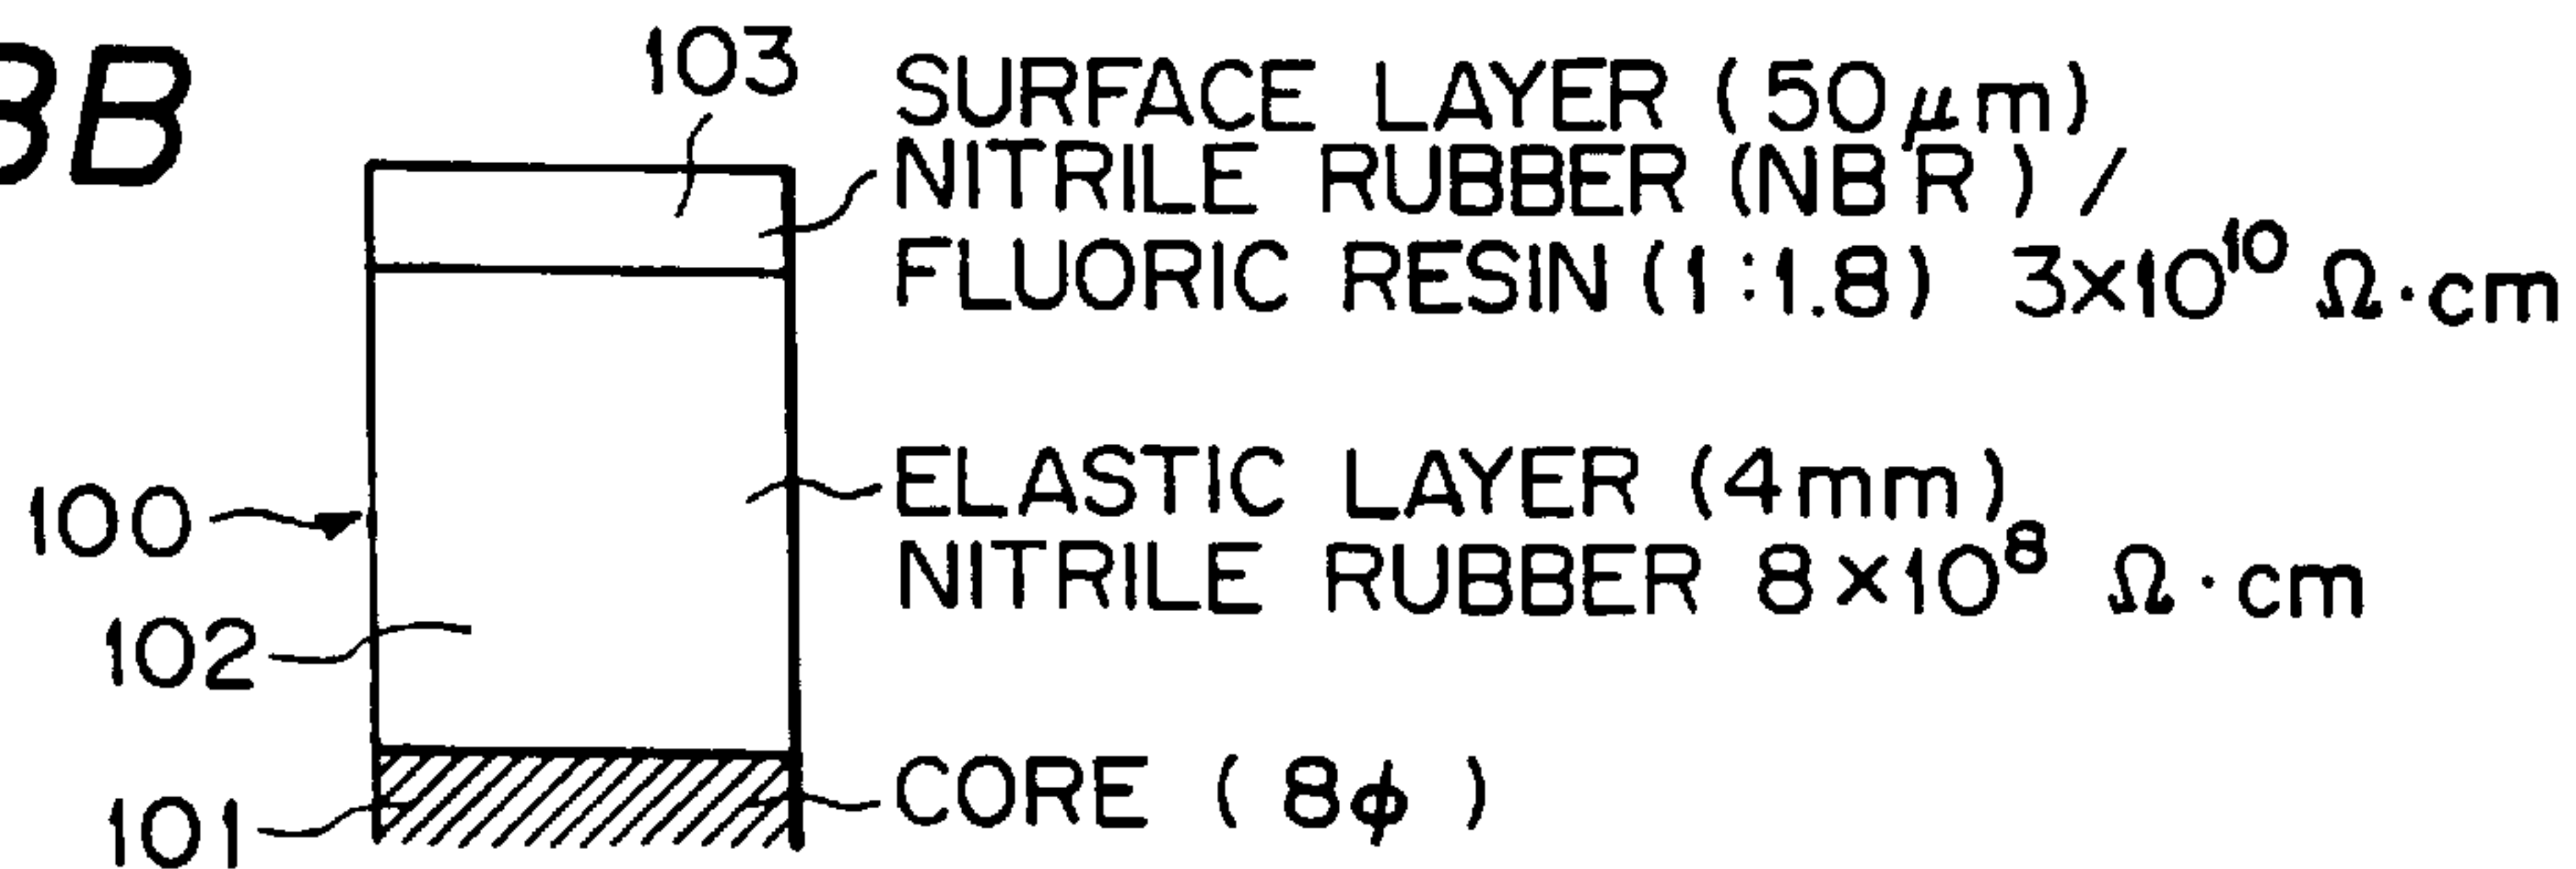 3B
103
SURFACE LAYER (50μm)
NITRILE RUBBER (NBR) /
FLUORIC RESIN (1:1.8) 3×10¹⁰ Ω·cm
100
ELASTIC LAYER (4mm)
NITRILE RUBBER 8×10⁸ Ω·cm
102
101
CORE (8ϕ)